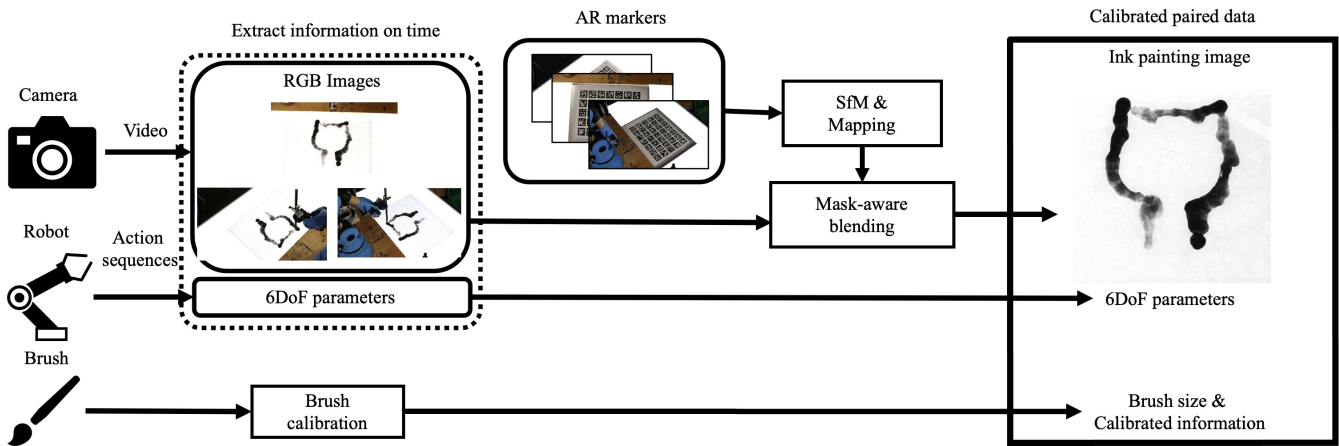 Extract information on time
AR markers
Calibrated paired data
RGB Images
Ink painting image
Camera
Video
SfM &
Mapping
Mask-aware
blending
Robot
Action
sequences
6DoF parameters
6DoF parameters
Brush
Brush
calibration
Brush size &
Calibrated information